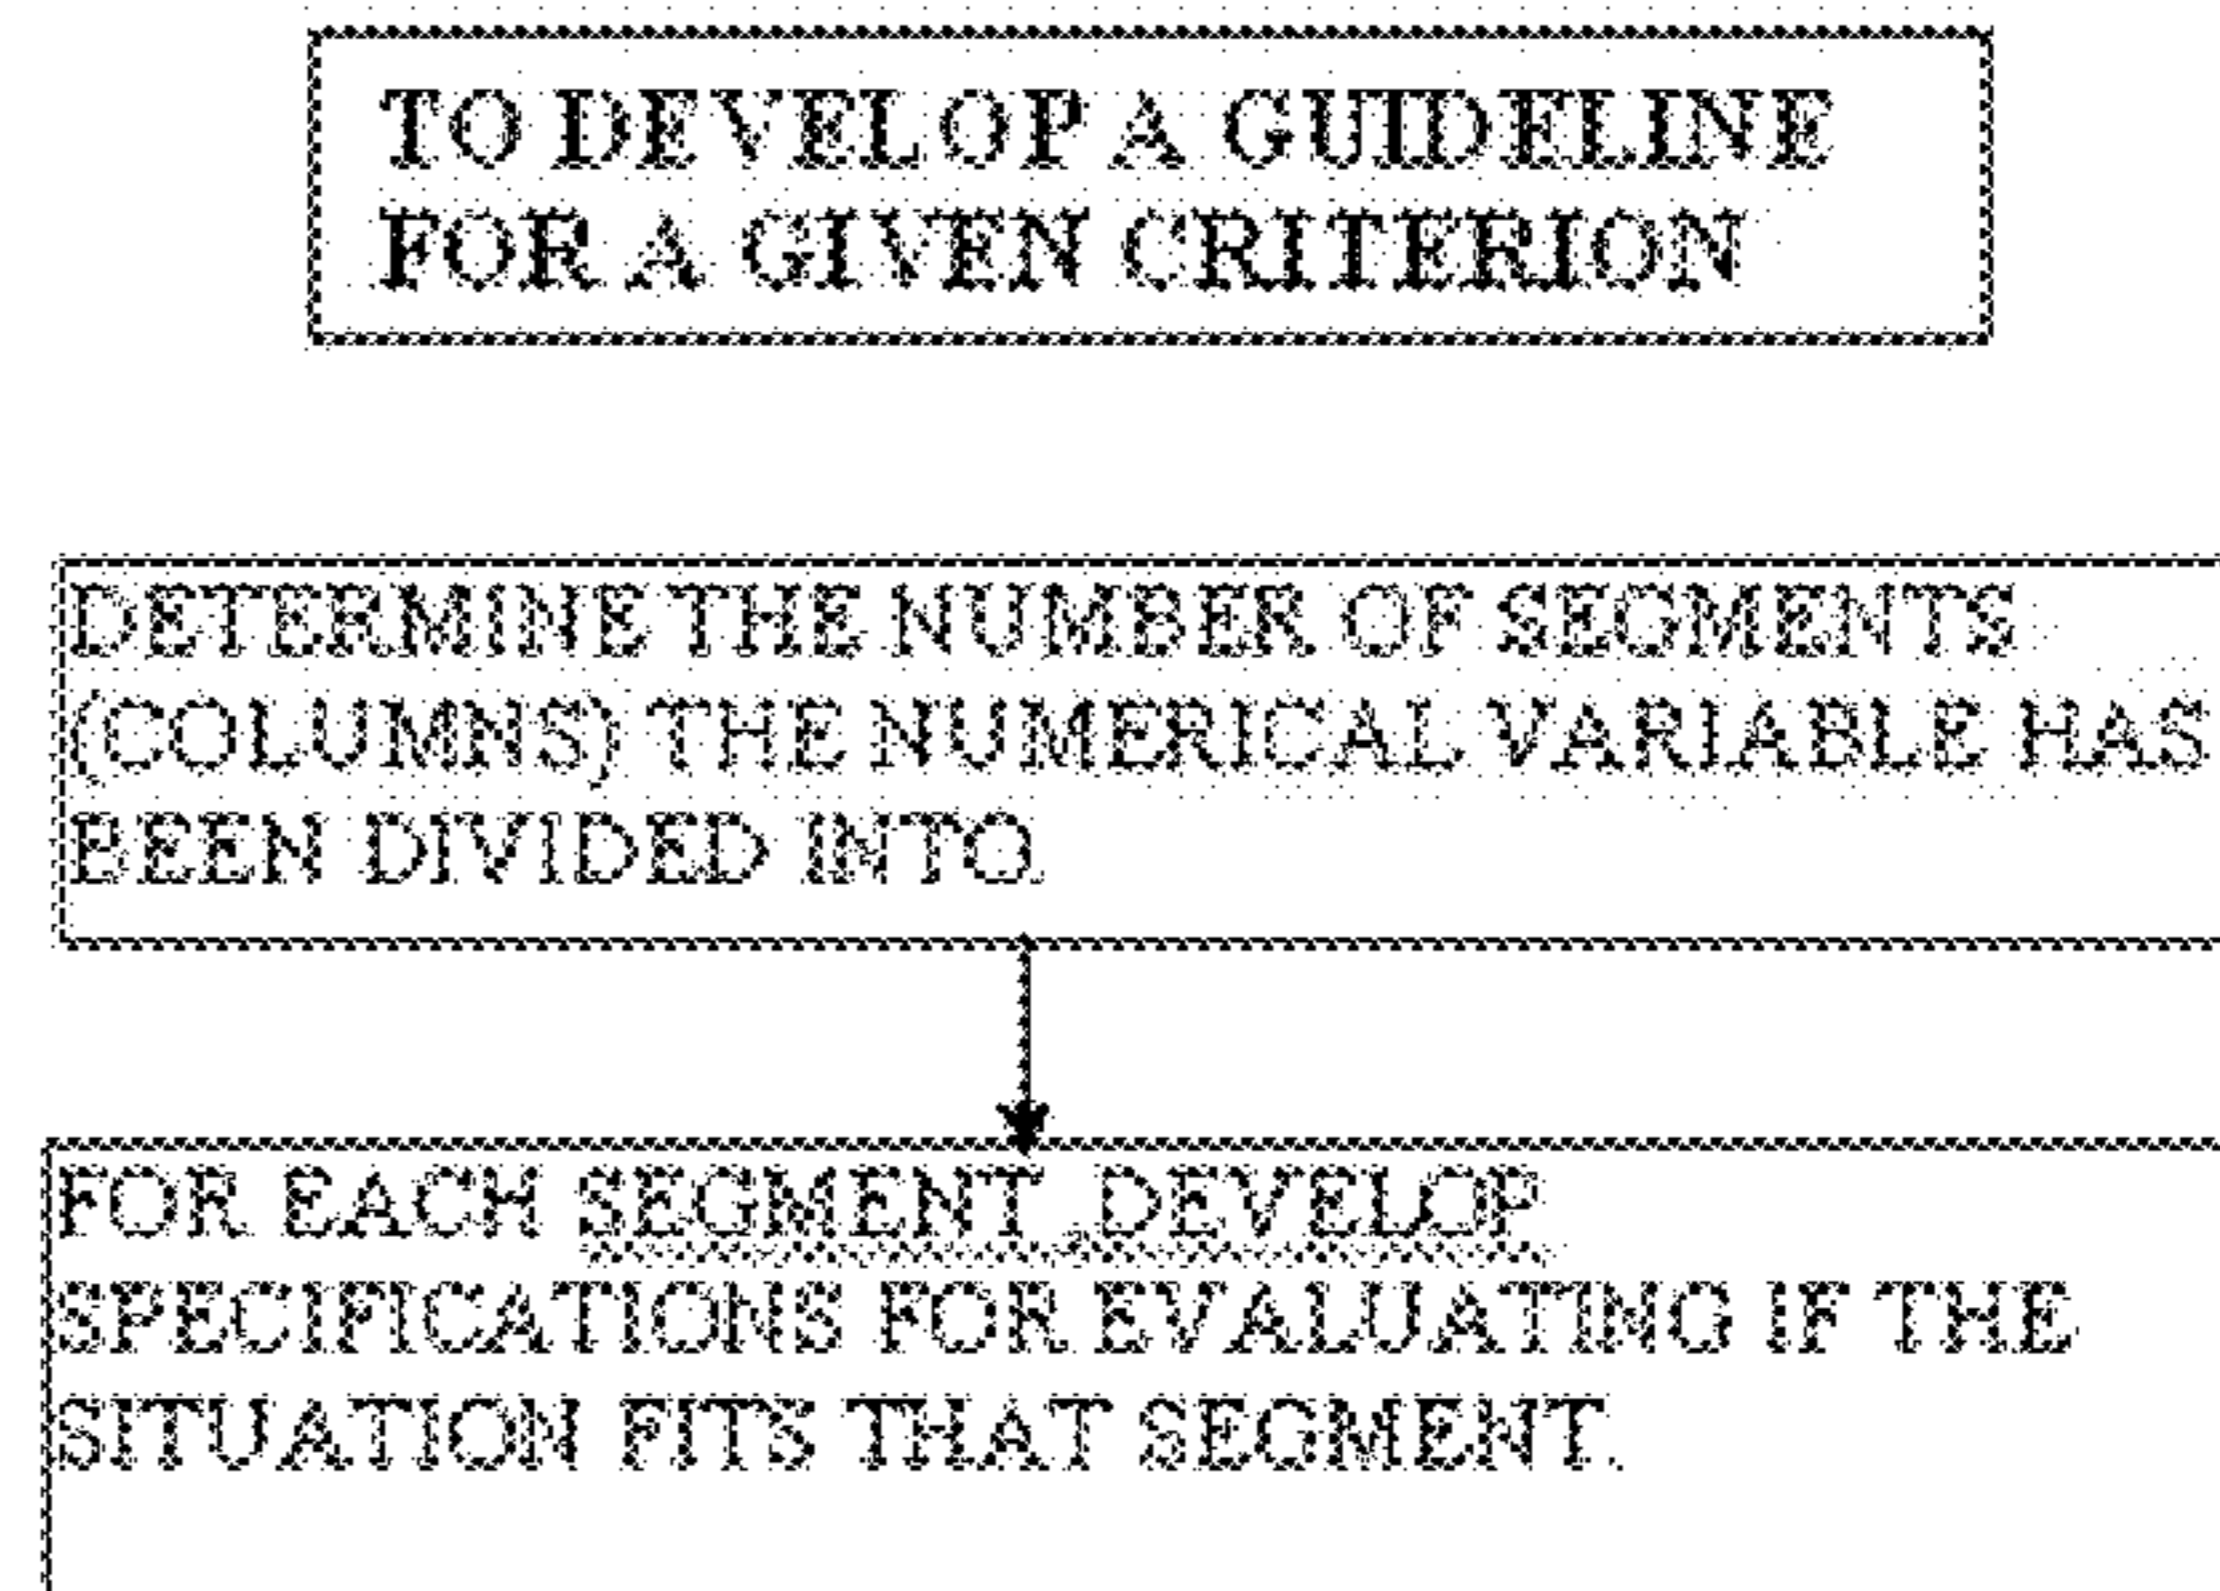 TO DEVELOP A GUIDELINE
FOR A GIVEN CRITERION
DETERMINE THE NUMBER OF SEGMENTS
(COLUMNS) THE NUMERICAL VARIABLE HAS
BEEN DIVIDED INTO.
FOR EACH SEGMENT ,DEVELOP
SPECIFICATIONS FOR EVALUATING IF THE
SITUATION FITS THAT SEGMENT.